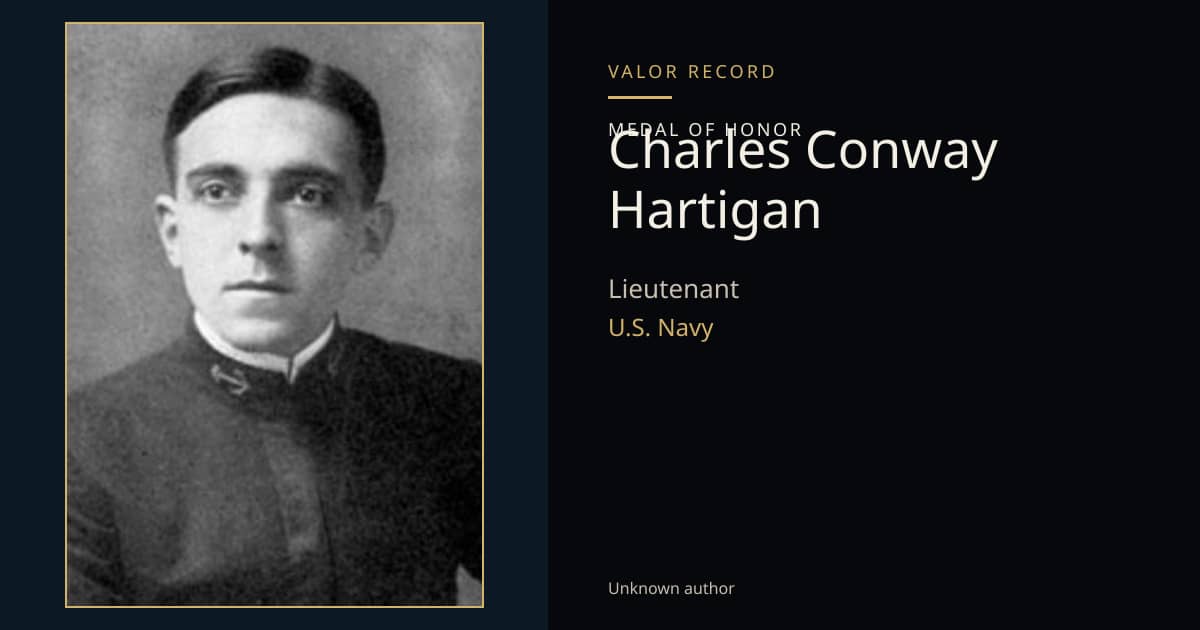 VALOR RECORD
MEDAL OF HONOR
Charles Conway
Hartigan
Lieutenant
U.S. Navy
Unknown author